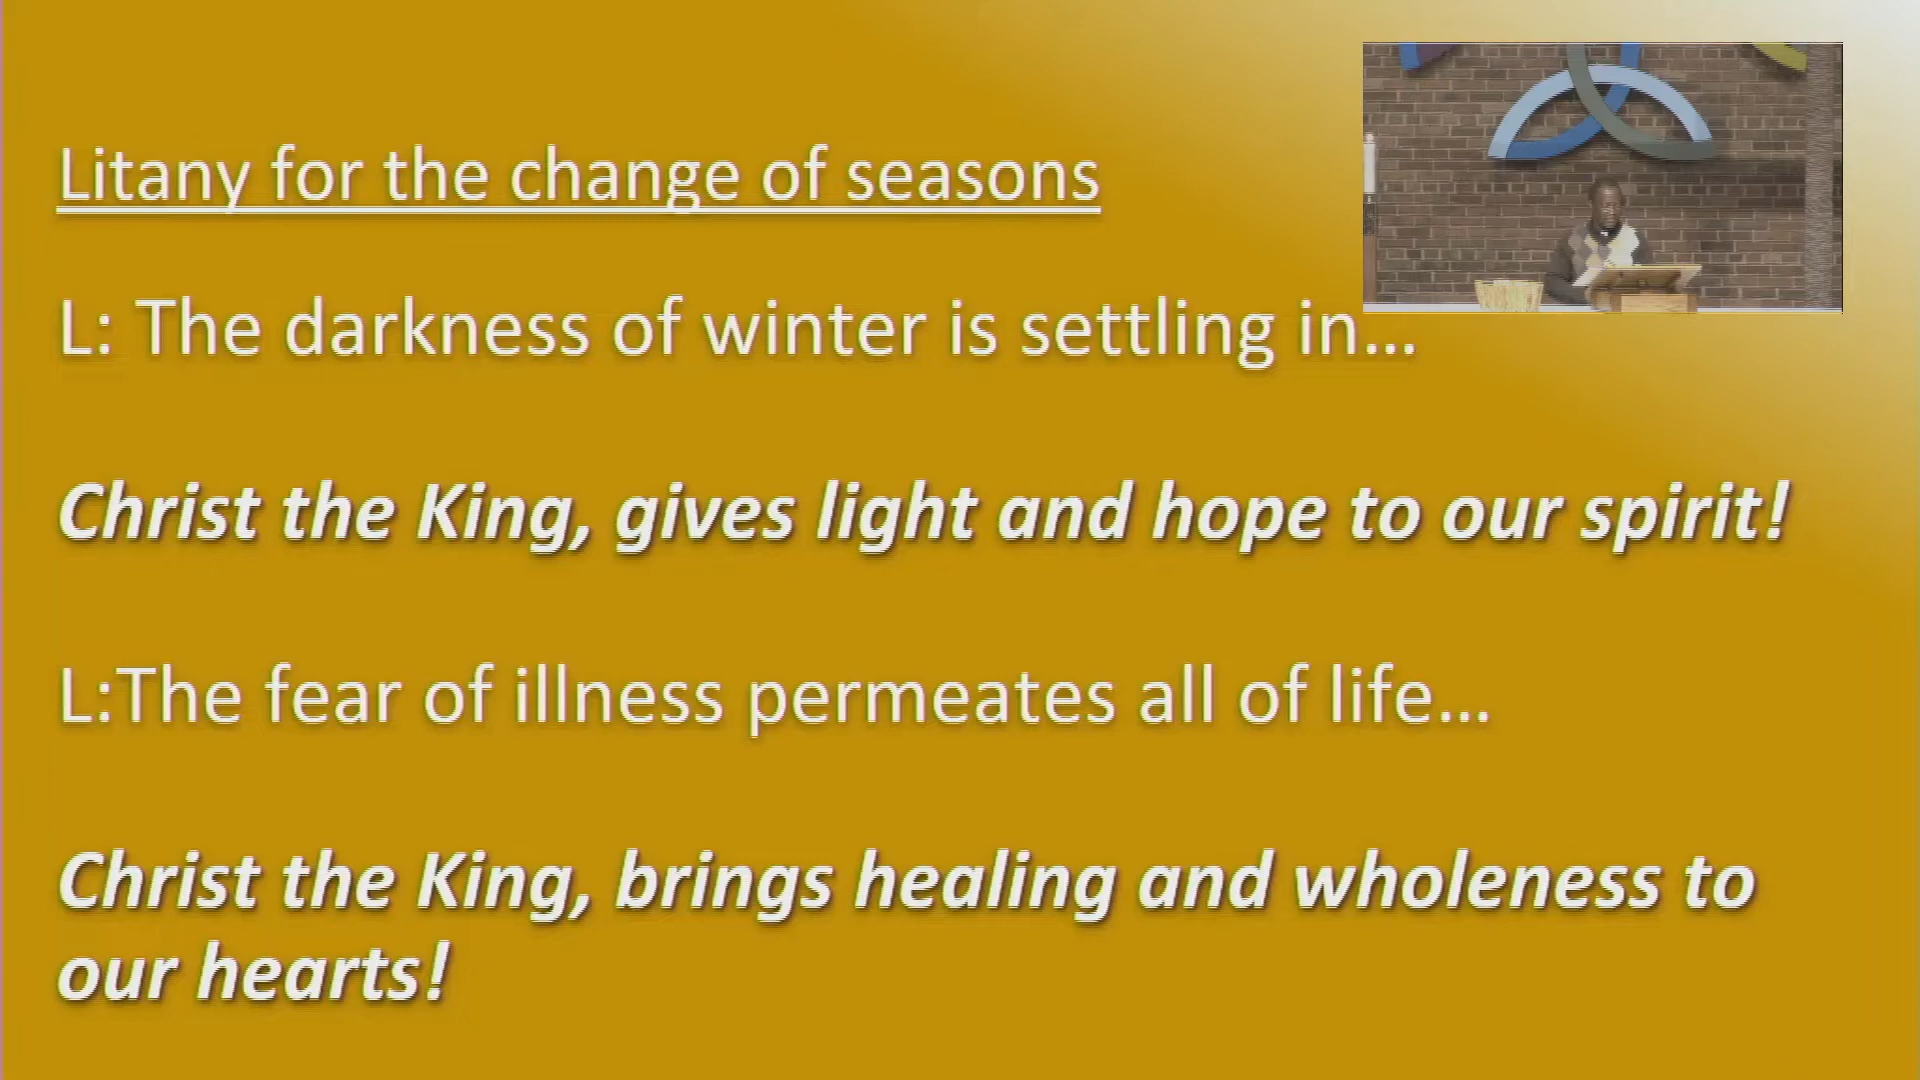 Litany for the change of seasons
L: The darkness of winter is settling in...
Christ the King, gives light and hope to our spirit!
L:The fear of illness permeates all of life...
Christ the King, brings healing and wholeness to
our hearts!